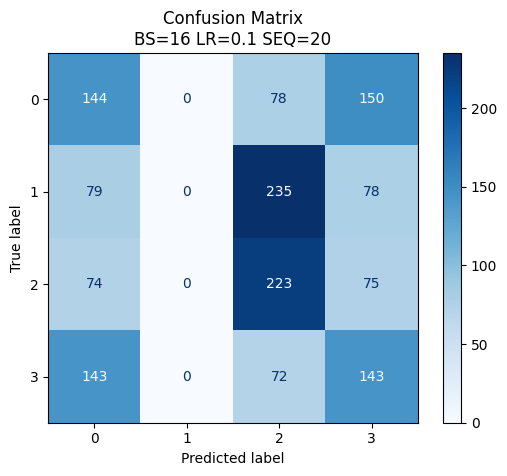 Confusion Matrix
BS=16 LR=0.1 SEQ=20
0 144 0 78 150
1 79 0 235 78
2 74 0 223 75
3 143 0 72 143
0 1 2 3
True label
Predicted label
200
150
100
50
0